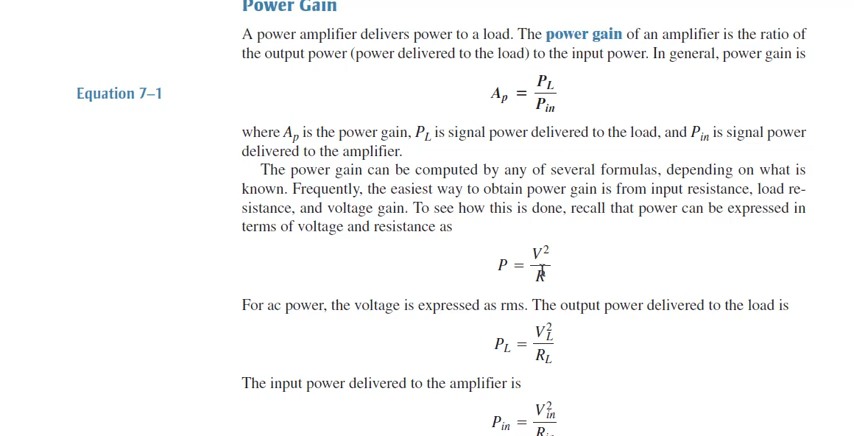 Power Gain
A power amplifier delivers power to a load. The power gain of an amplifier is the ratio of
the output power (power delivered to the load) to the input power. In general, power gain is
Equation 7–1
A_p = P_L / P_in
where A_p is the power gain, P_L is signal power delivered to the load, and P_in is signal power
delivered to the amplifier.
The power gain can be computed by any of several formulas, depending on what is
known. Frequently, the easiest way to obtain power gain is from input resistance, load re-
sistance, and voltage gain. To see how this is done, recall that power can be expressed in
terms of voltage and resistance as
P = V² / R
For ac power, the voltage is expressed as rms. The output power delivered to the load is
P_L = V_L² / R_L
The input power delivered to the amplifier is
P_in = V_in² / R